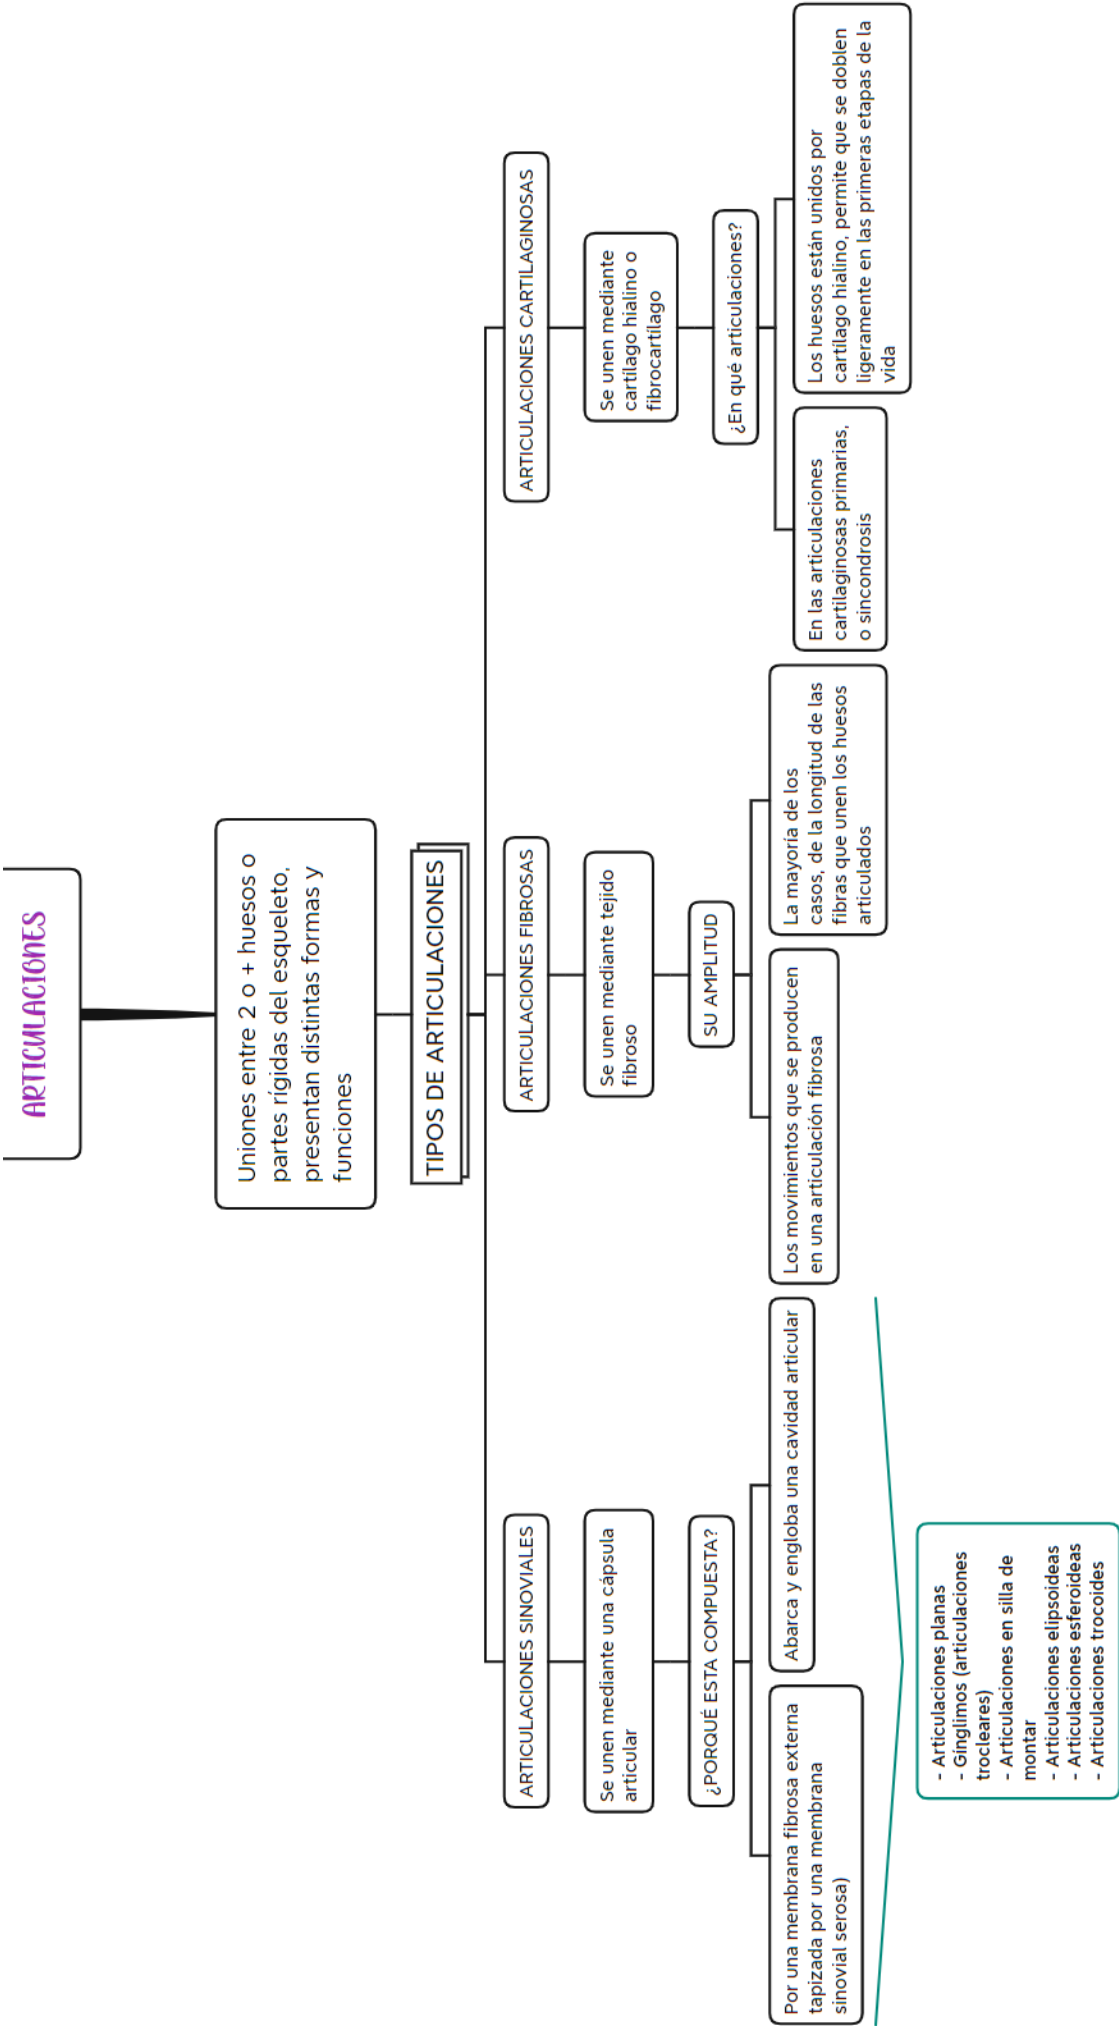 ARTICULACIONES
Uniones entre 2 o + huesos o
partes rígidas del esqueleto,
presentan distintas formas y
funciones
TIPOS DE ARTICULACIONES
ARTICULACIONES SINOVIALES
Se unen mediante una cápsula
articular
¿PORQUÉ ESTA COMPUESTA?
Por una membrana fibrosa externa
tapizada por una membrana
sinovial serosa)
Abarca y engloba una cavidad articular
- Articulaciones planas
- Gínglimos (articulaciones
trocleares)
- Articulaciones en silla de
montar
- Articulaciones elipsoideas
- Articulaciones esferoideas
- Articulaciones trocoides
ARTICULACIONES FIBROSAS
Se unen mediante tejido
fibroso
SU AMPLITUD
Los movimientos que se producen
en una articulación fibrosa
La mayoría de los
casos, de la longitud de las
fibras que unen los huesos
articulados
ARTICULACIONES CARTILAGINOSAS
Se unen mediante
cartílago hialino o
fibrocartílago
¿En qué articulaciones?
En las articulaciones
cartilaginosas primarias,
o sincondrosis
Los huesos están unidos por
cartílago hialino, permite que se doblen
ligeramente en las primeras etapas de la
vida